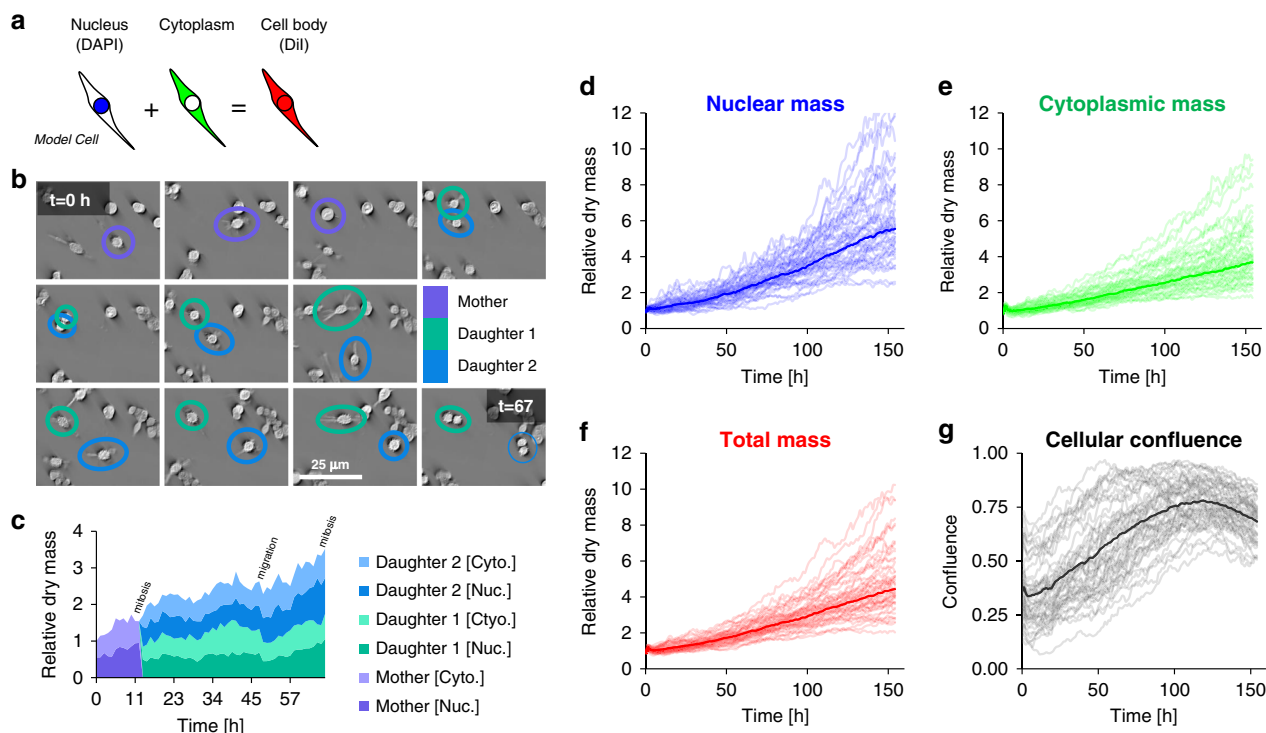 a
Nucleus
(DAPI)
Cytoplasm
Cell body
(DiI)
+
=
Model Cell
b
t=0 h
Mother
Daughter 1
Daughter 2
t=67
25 µm
c
Relative dry mass
4
3
2
1
0
mitosis
migration
mitosis
0 11 23 34 45 57
Time [h]
Daughter 2 [Cyto.]
Daughter 2 [Nuc.]
Daughter 1 [Ctyo.]
Daughter 1 [Nuc.]
Mother [Cyto.]
Mother [Nuc.]
d
Nuclear mass
Relative dry mass
12
10
8
6
4
2
0
0 50 100 150
Time [h]
e
Cytoplasmic mass
Relative dry mass
12
10
8
6
4
2
0
0 50 100 150
Time [h]
f
Total mass
Relative dry mass
12
10
8
6
4
2
0
0 50 100 150
Time [h]
g
Cellular confluence
Confluence
1.00
0.75
0.50
0.25
0.00
0 50 100 150
Time [h]